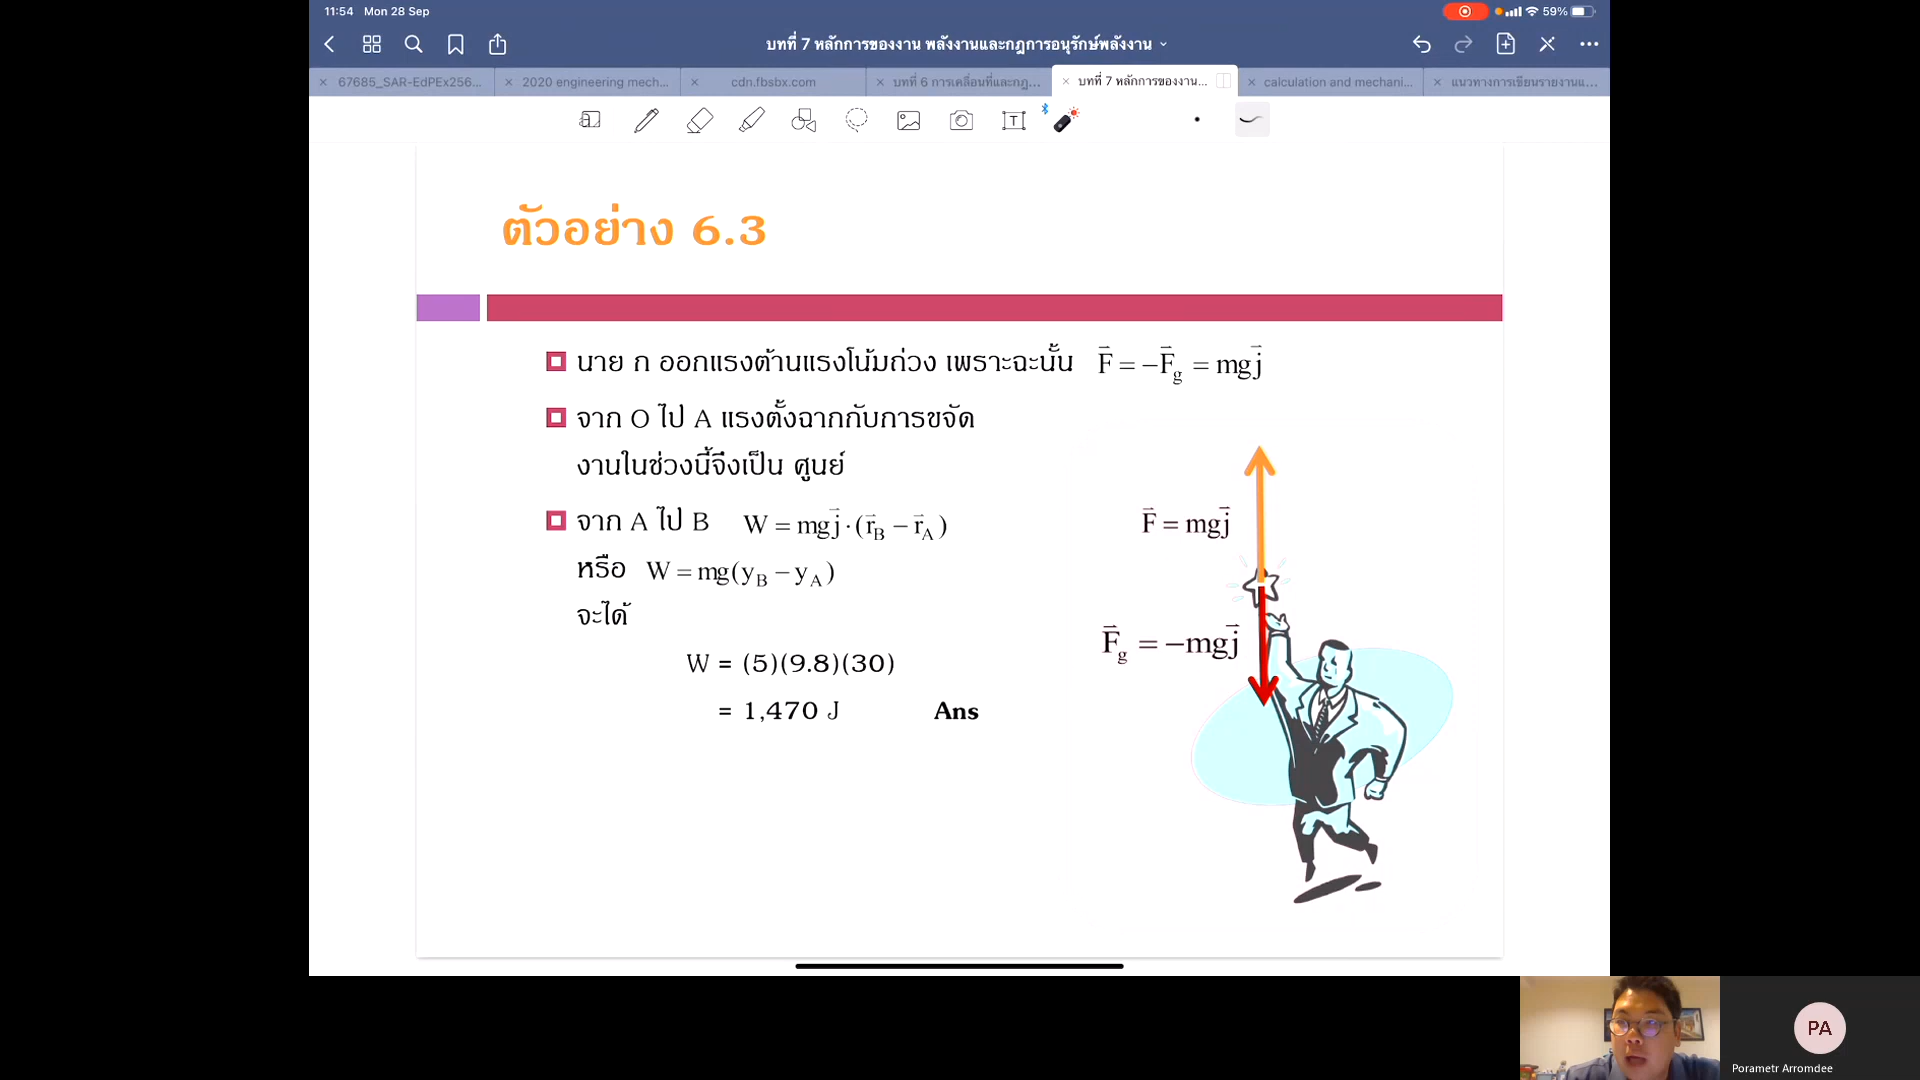 11:54 Mon 28 Sep
59%
บทที่ 7 หลักการของงาน พลังงานและกฎการอนุรักษ์พลังงาน
67685_SAR-EdPEx256...
2020 engineering mech...
cdn.fbsbx.com
บทที่ 6 การเคลื่อนที่และกฎ...
บทที่ 7 หลักการของงาน...
calculation and mechani...
แนวทางการเขียนรายงานแ...
ตัวอย่าง 6.3
นาย ก ออกแรงต้านแรงโน้มถ่วง เพราะฉะนั้น F⃗ = −F⃗g = mgj⃗
จาก O ไป A แรงตั้งฉากกับการขจัด
งานในช่วงนี้จึงเป็น ศูนย์
จาก A ไป B W = mgj⃗ · (r⃗B − r⃗A)
หรือ W = mg(yB − yA)
จะได้
W = (5)(9.8)(30)
= 1,470 J Ans
F⃗ = mgj⃗
F⃗g = −mgj⃗
PA
Porametr Arromdee